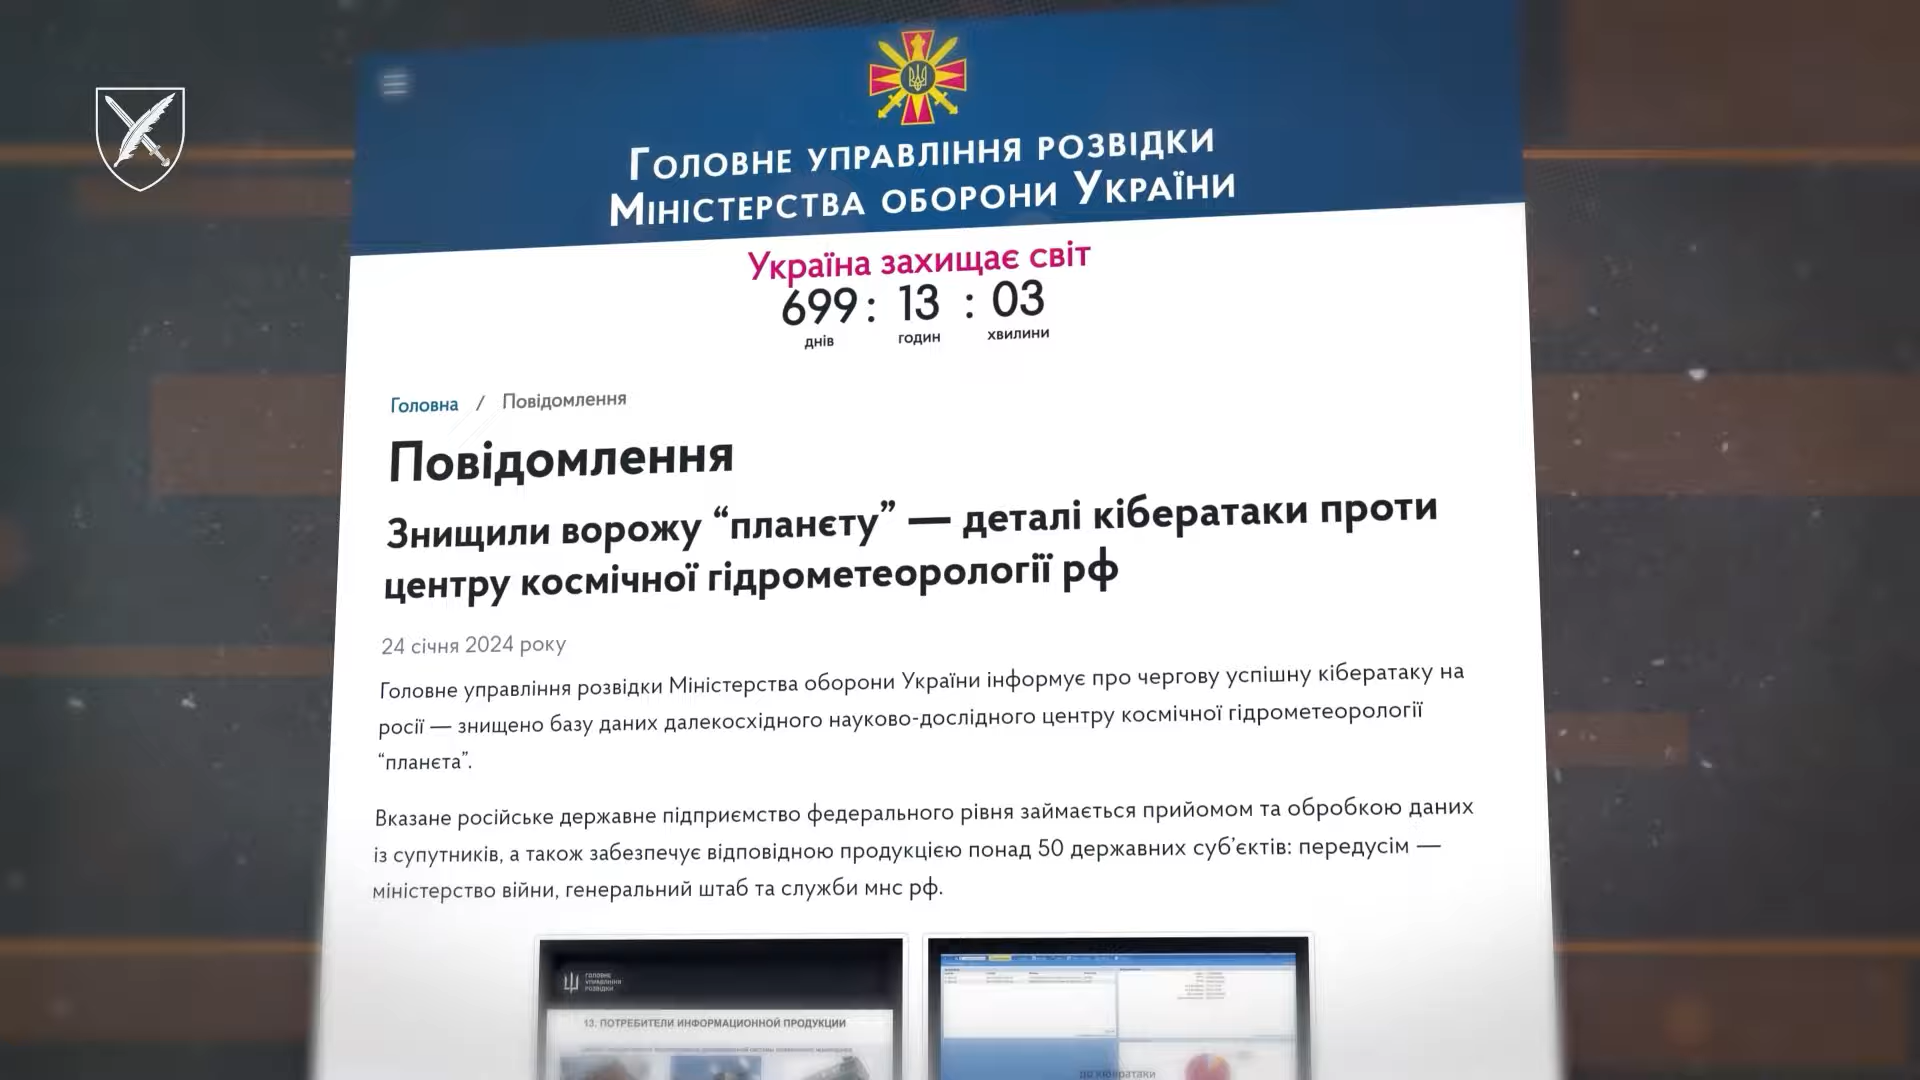 Головне управління розвідки
Міністерства оборони України
Україна захищає світ
699 : 13 : 03
днів годин хвилини
Головна / Повідомлення
Повідомлення
Знищили ворожу “планєту” — деталі кібератаки проти
центру космічної гідрометеорології рф
24 січня 2024 року
Головне управління розвідки Міністерства оборони України інформує про чергову успішну кібератаку на
росії — знищено базу даних далекосхідного науково-дослідного центру космічної гідрометеорології
“планєта”.
Вказане російське державне підприємство федерального рівня займається прийомом та обробкою даних
із супутників, а також забезпечує відповідною продукцією понад 50 державних суб’єктів: передусім —
міністерство війни, генеральний штаб та служби мнс рф.
ГОЛОВНЕ
УПРАВЛІННЯ
РОЗВІДКИ
13. ПОТРЕБИТЕЛИ ИНФОРМАЦИОННОЙ ПРОДУКЦИИ
до кібератаки